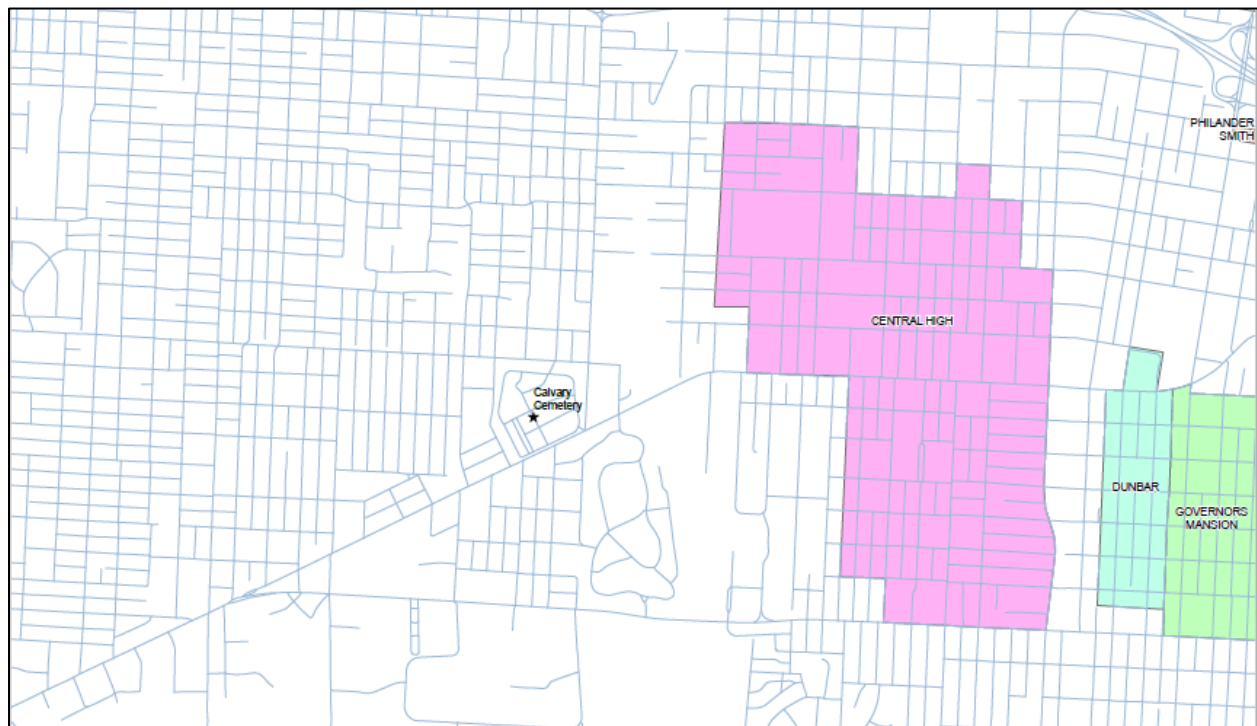 PHILANDER
SMITH
CENTRAL HIGH
Calvary
Cemetery
DUNBAR
GOVERNORS
MANSION